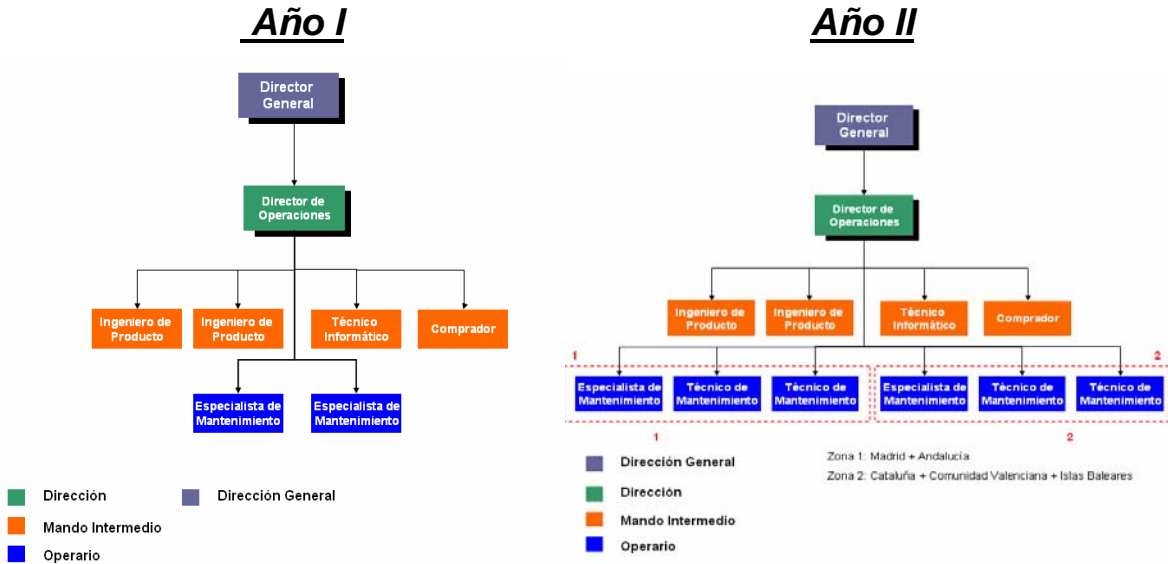 Año I
Director
General
Director de
Operaciones
Ingeniero de
Producto
Ingeniero de
Producto
Técnico
Informático
Comprador
Especialista de
Mantenimiento
Especialista de
Mantenimiento
Dirección
Dirección General
Mando Intermedio
Operario
Año II
Director
General
Director de
Operaciones
Ingeniero de
Producto
Ingeniero de
Producto
Técnico
Informático
Comprador
1
2
Especialista de
Mantenimiento
Técnico de
Mantenimiento
Técnico de
Mantenimiento
Especialista de
Mantenimiento
Técnico de
Mantenimiento
Técnico de
Mantenimiento
1
2
Dirección General
Dirección
Mando Intermedio
Operario
Zona 1: Madrid + Andalucía
Zona 2: Cataluña + Comunidad Valenciana + Islas Baleares